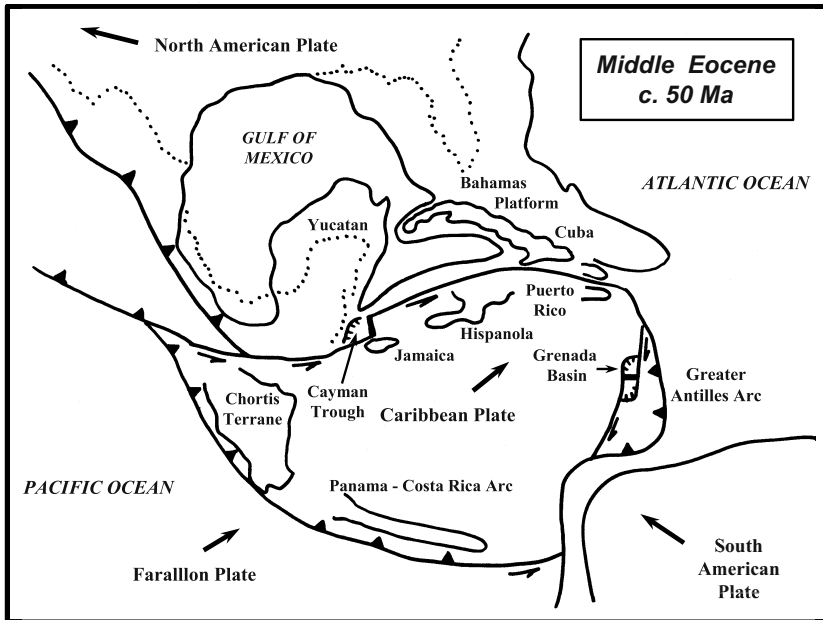 North American Plate
Middle Eocene
c. 50 Ma
GULF OF
MEXICO
Bahamas
Platform
ATLANTIC OCEAN
Yucatan
Cuba
Puerto
Rico
Hispanola
Jamaica
Grenada
Basin
Greater
Antilles Arc
Cayman
Trough
Chortis
Terrane
Caribbean Plate
PACIFIC OCEAN
Panama - Costa Rica Arc
Faralllon Plate
South
American
Plate